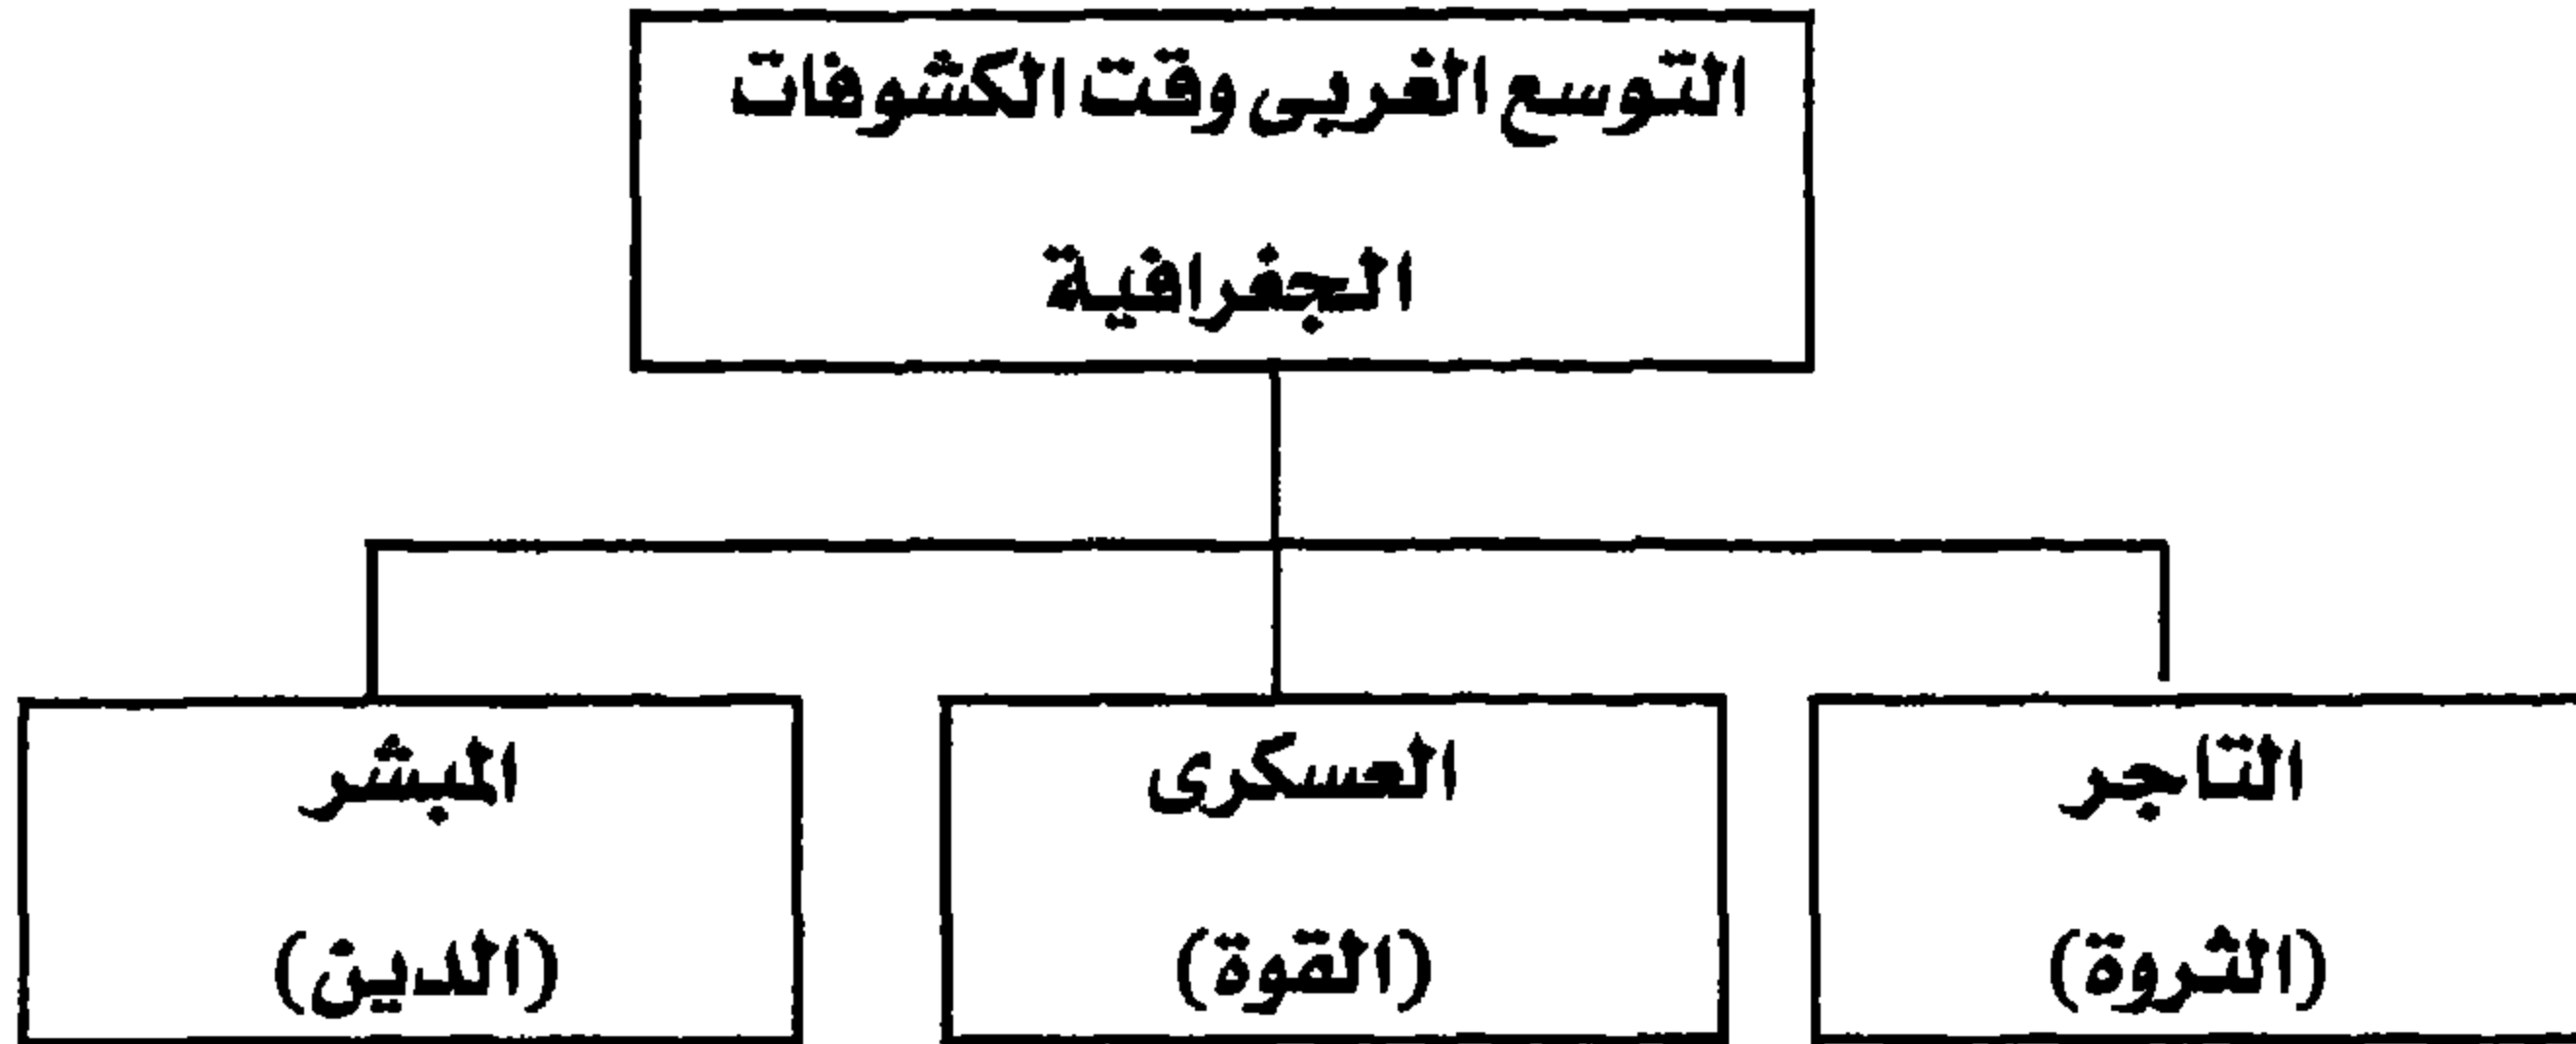 التوسع الغربى وقت الكشوفات
الجغرافية
التاجر
(الثروة)
العسكرى
(القوة)
المبشر
(الدين)